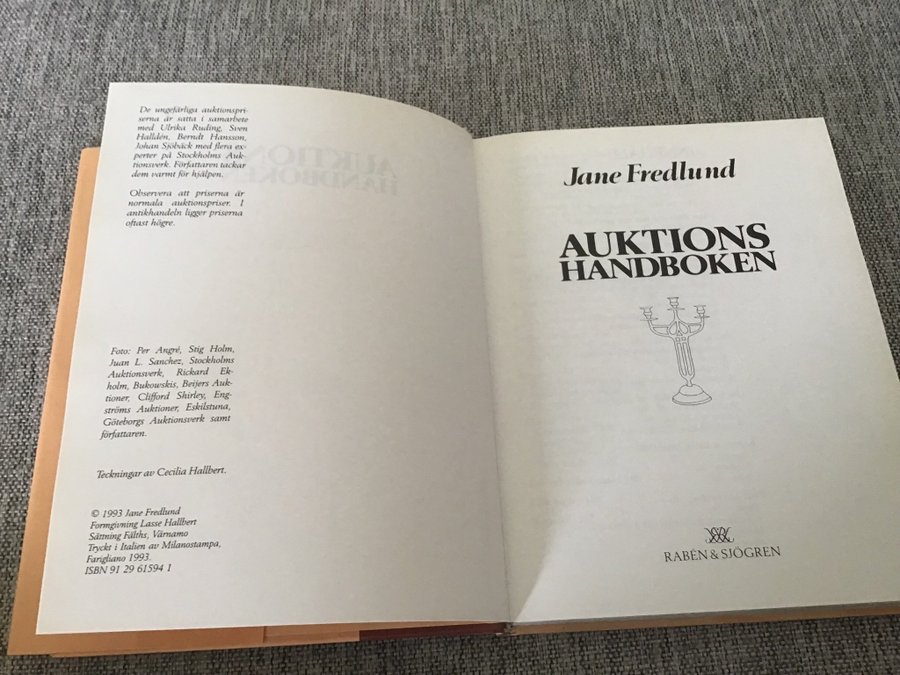 De ungefärliga auktionspri-
serna är satta i samarbete
med Ulrika Ruding, Sven
Halldén, Berndt Hansson,
Johan Sjöbäck med flera ex-
perter på Stockholms Auk-
tionsverk. Författaren tackar
dem varmt för hjälpen.
Observera att priserna är
normala auktionspriser. I
antikhandeln ligger priserna
oftast högre.
Foto: Per Angré, Stig Holm,
Juan L. Sanchez, Stockholms
Auktionsverk, Rickard Ek-
holm, Bukowskis, Beijers Auk-
tioner, Clifford Shirley, Eng-
ströms Auktioner, Eskilstuna,
Göteborgs Auktionsverk samt
författaren.
Teckningar av Cecilia Hallbert.
© 1993 Jane Fredlund
Formgivning Lasse Hallbert
Sättning Fälths, Värnamo
Tryckt i Italien av Milanostampa,
Farigliano 1993.
ISBN 91 29 61594 1
Jane Fredlund
AUKTIONS
HANDBOKEN
RABÉN & SJÖGREN